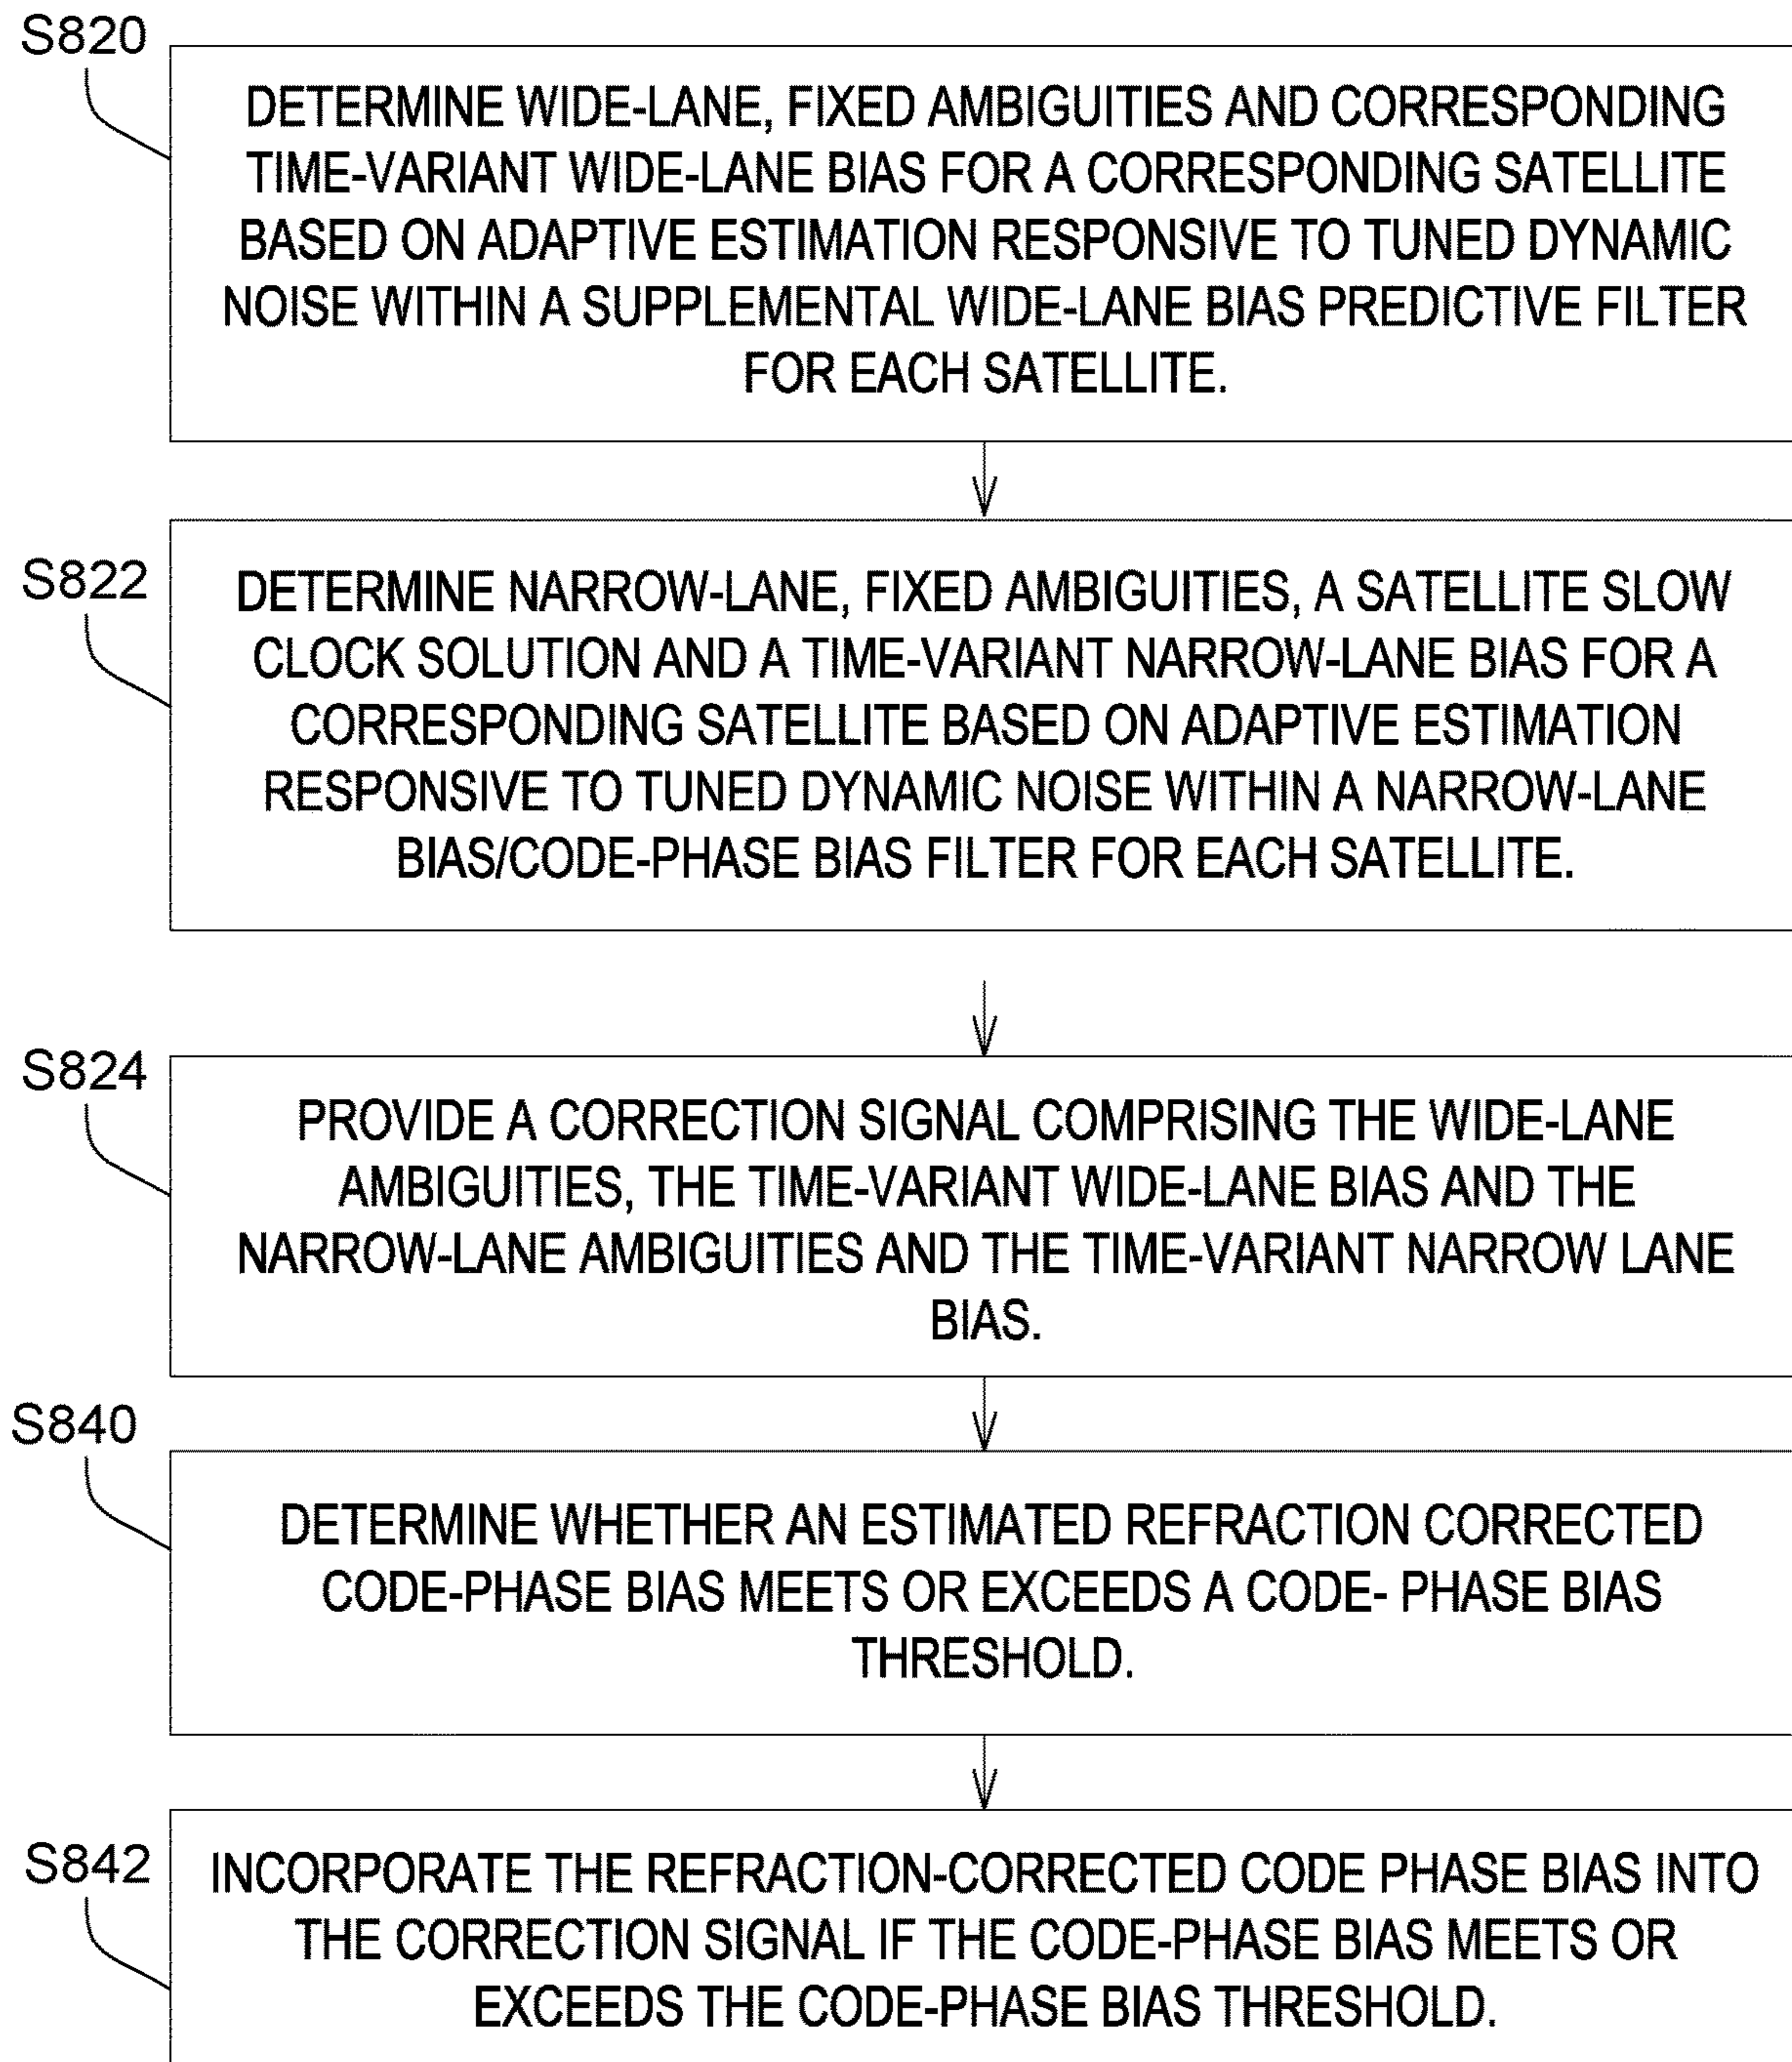 S820
DETERMINE WIDE-LANE, FIXED AMBIGUITIES AND CORRESPONDING
TIME-VARIANT WIDE-LANE BIAS FOR A CORRESPONDING SATELLITE
BASED ON ADAPTIVE ESTIMATION RESPONSIVE TO TUNED DYNAMIC
NOISE WITHIN A SUPPLEMENTAL WIDE-LANE BIAS PREDICTIVE FILTER
FOR EACH SATELLITE.
S822
DETERMINE NARROW-LANE, FIXED AMBIGUITIES, A SATELLITE SLOW
CLOCK SOLUTION AND A TIME-VARIANT NARROW-LANE BIAS FOR A
CORRESPONDING SATELLITE BASED ON ADAPTIVE ESTIMATION
RESPONSIVE TO TUNED DYNAMIC NOISE WITHIN A NARROW-LANE
BIAS/CODE-PHASE BIAS FILTER FOR EACH SATELLITE.
S824
PROVIDE A CORRECTION SIGNAL COMPRISING THE WIDE-LANE
AMBIGUITIES, THE TIME-VARIANT WIDE-LANE BIAS AND THE
NARROW-LANE AMBIGUITIES AND THE TIME-VARIANT NARROW LANE
BIAS.
S840
DETERMINE WHETHER AN ESTIMATED REFRACTION CORRECTED
CODE-PHASE BIAS MEETS OR EXCEEDS A CODE- PHASE BIAS
THRESHOLD.
S842
INCORPORATE THE REFRACTION-CORRECTED CODE PHASE BIAS INTO
THE CORRECTION SIGNAL IF THE CODE-PHASE BIAS MEETS OR
EXCEEDS THE CODE-PHASE BIAS THRESHOLD.